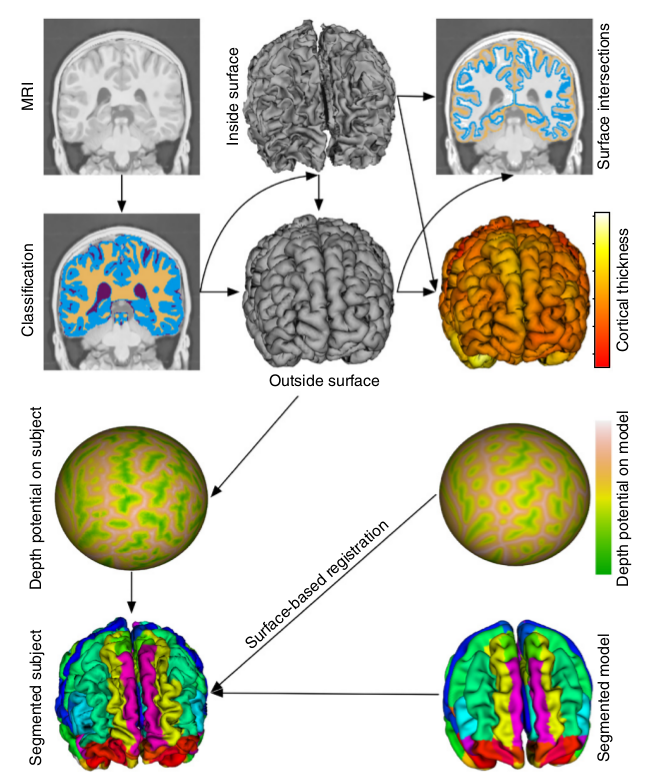 MRI
Inside surface
Surface intersections
Classification
Outside surface
Cortical thickness
Depth potential on subject
Surface-based registration
Depth potential on model
Segmented subject
Segmented model